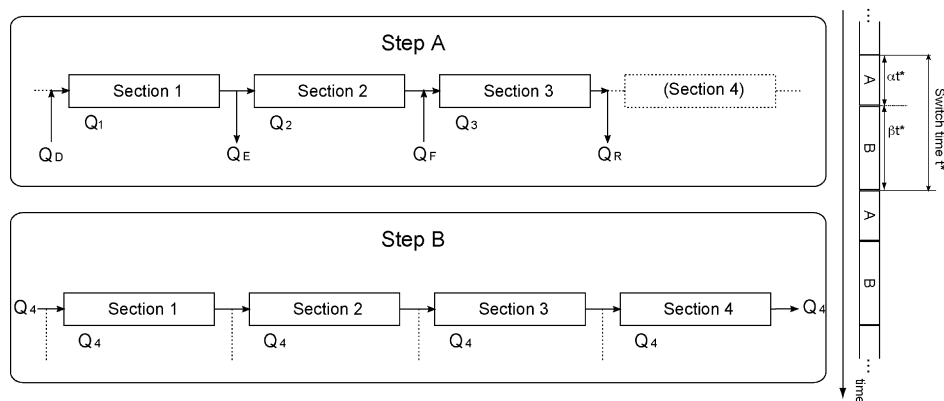 Step A
Section 1
Section 2
Section 3
(Section 4)
Q1
Q2
Q3
QD
QE
QF
QR
Step B
Q4
Section 1
Section 2
Section 3
Section 4
Q4
Q4
Q4
Q4
Q4
...
A
αt*
B
βt*
Switch time t*
A
B
...
time